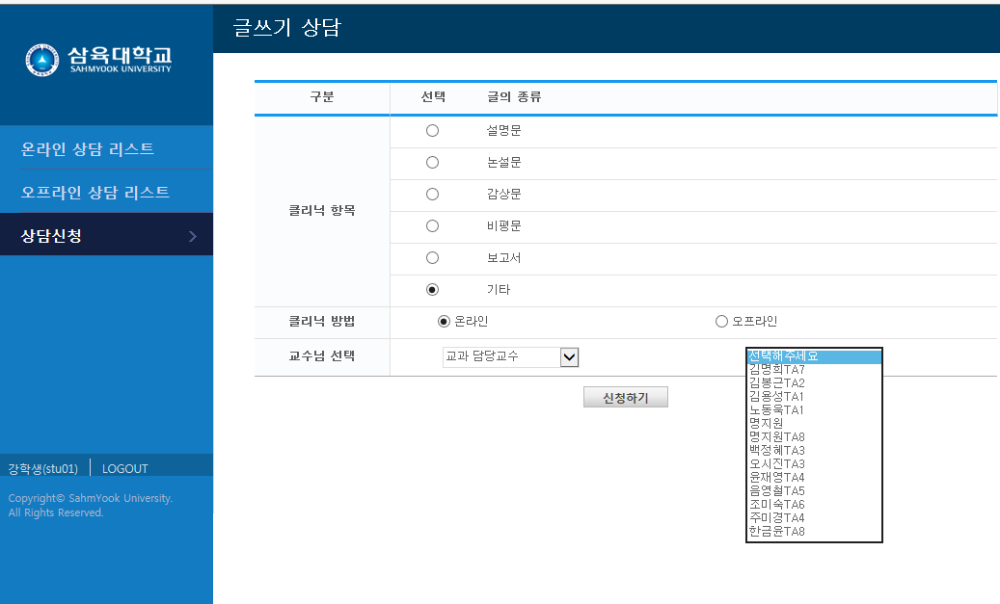 글쓰기 상담
삼육대학교
SAHMYOOK UNIVERSITY
온라인 상담 리스트
오프라인 상담 리스트
상담신청
강학생(stu01) LOGOUT
Copyright© SahmYook University.
All Rights Reserved.
구분 선택 글의 종류
클리닉 항목
설명문
논설문
감상문
비평문
보고서
기타
클리닉 방법 온라인 오프라인
교수님 선택 교과 담당교수
선택해주세요
김명희TA7
김봉근TA2
김용성TA1
노동욱TA1
명지원
명지원TA8
백정혜TA3
오시진TA3
윤재영TA4
음영철TA5
조미숙TA6
주미경TA4
한금윤TA8
신청하기